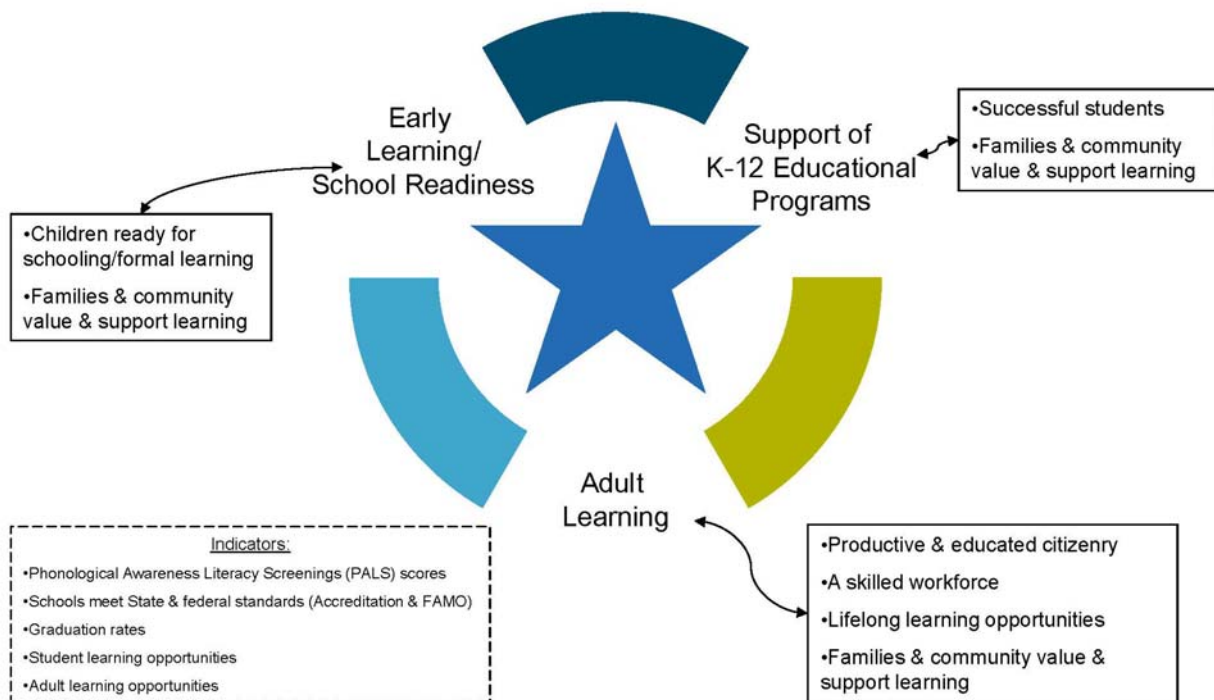 Early
Learning/
School Readiness
Support of
K-12 Educational
Programs
•Successful students
•Families & community
value & support learning
•Children ready for
schooling/formal learning
•Families & community
value & support learning
Adult
Learning
Indicators:
•Phonological Awareness Literacy Screenings (PALS) scores
•Schools meet State & federal standards (Accreditation & FAMO)
•Graduation rates
•Student learning opportunities
•Adult learning opportunities
•Productive & educated citizenry
•A skilled workforce
•Lifelong learning opportunities
•Families & community value &
support learning